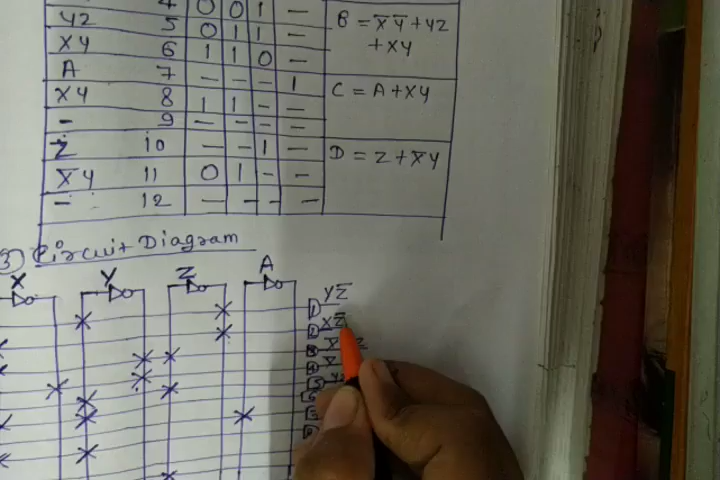 4 0 0 1 —
YZ 5 0 1 1 —
XY 6 1 1 0 —
A 7 — — — 1
XY 8 1 1 — —
— 9 — — — —
Z 10 — — 1 —
X̅Y 11 0 1 — —
— 12 — — — —
B = X̅Y̅ + YZ
+ XY
C = A + XY
D = Z + X̅Y
3) Circuit Diagram
X Y Z A
1 YZ̅
2 XZ̅